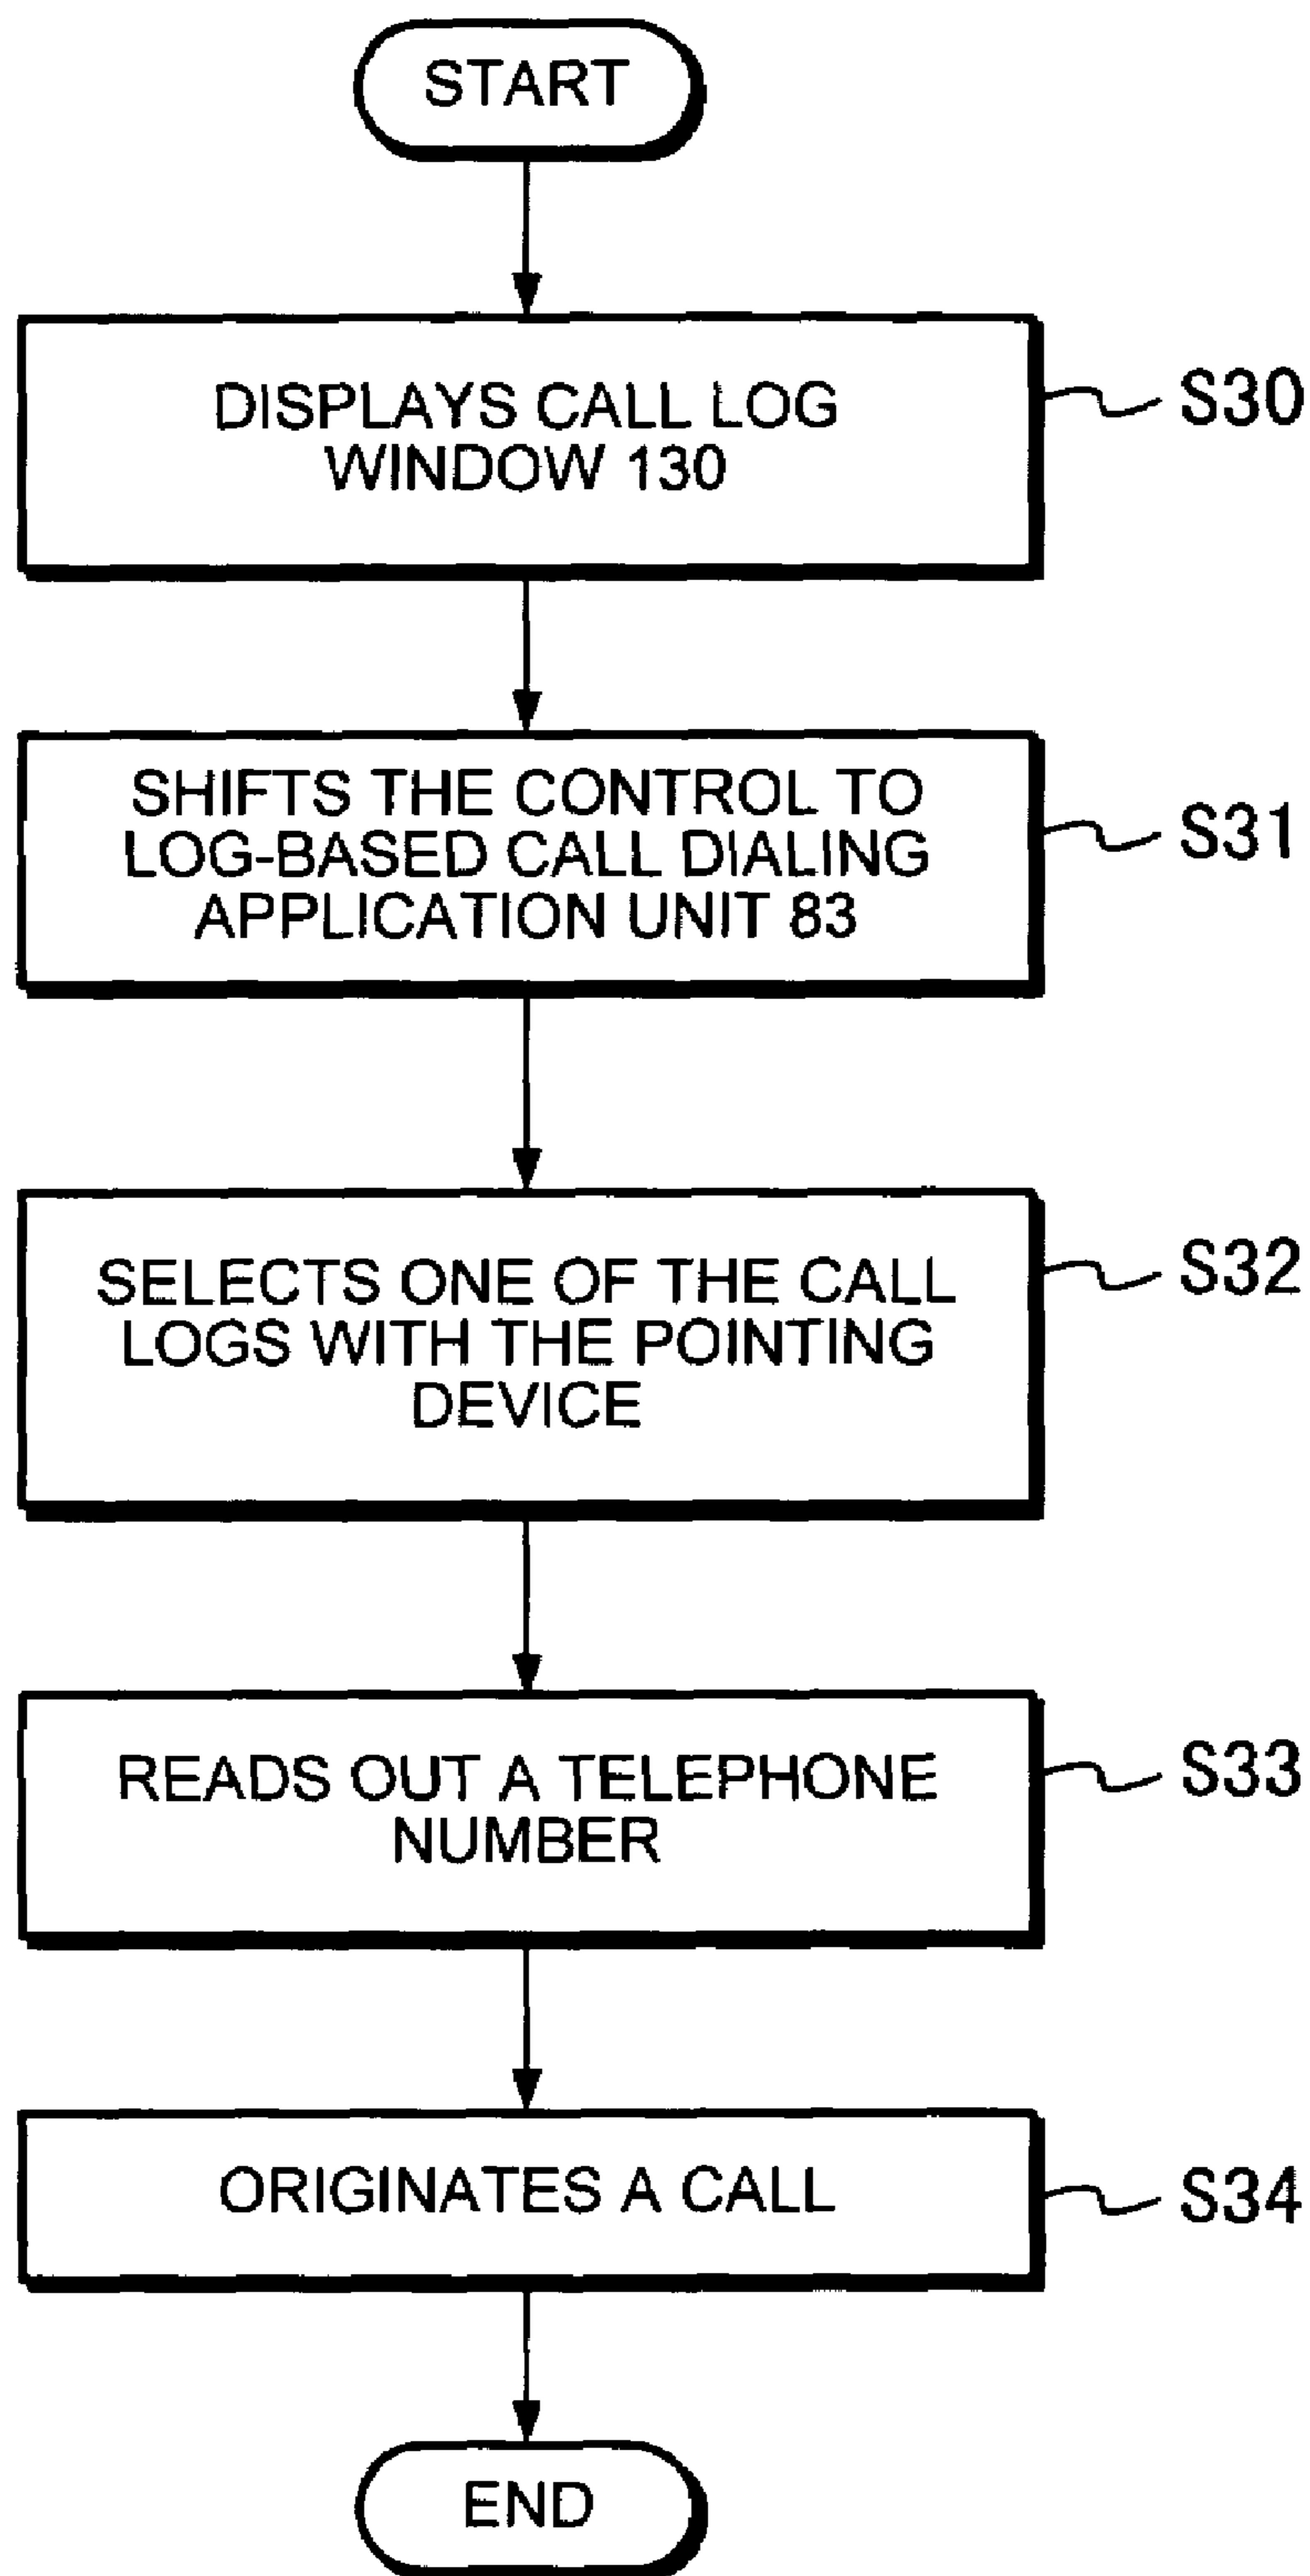 START
DISPLAYS CALL LOG
WINDOW 130
S30
SHIFTS THE CONTROL TO
LOG-BASED CALL DIALING
APPLICATION UNIT 83
S31
SELECTS ONE OF THE CALL
LOGS WITH THE POINTING
DEVICE
S32
READS OUT A TELEPHONE
NUMBER
S33
ORIGINATES A CALL
S34
END